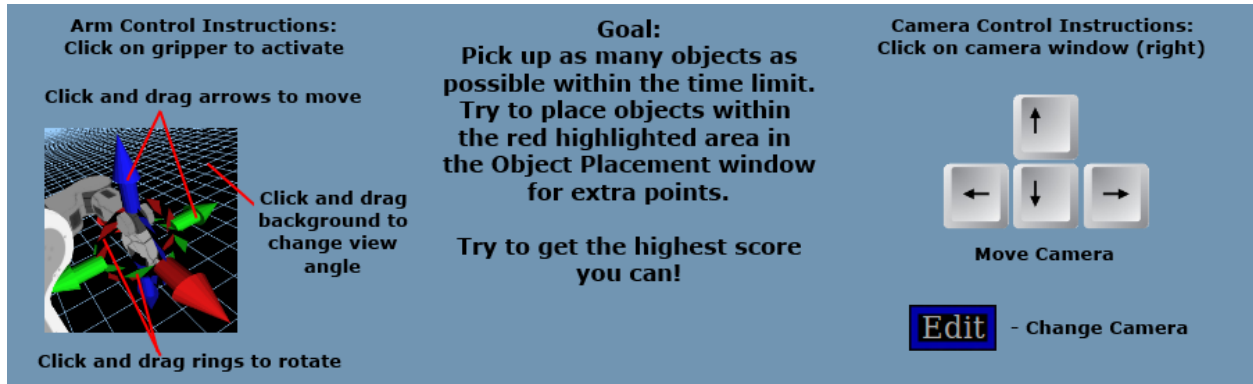 Arm Control Instructions:
Click on gripper to activate
Click and drag arrows to move
Click and drag
background to
change view
angle
Click and drag rings to rotate
Goal:
Pick up as many objects as
possible within the time limit.
Try to place objects within
the red highlighted area in
the Object Placement window
for extra points.
Try to get the highest score
you can!
Camera Control Instructions:
Click on camera window (right)
Move Camera
Edit - Change Camera